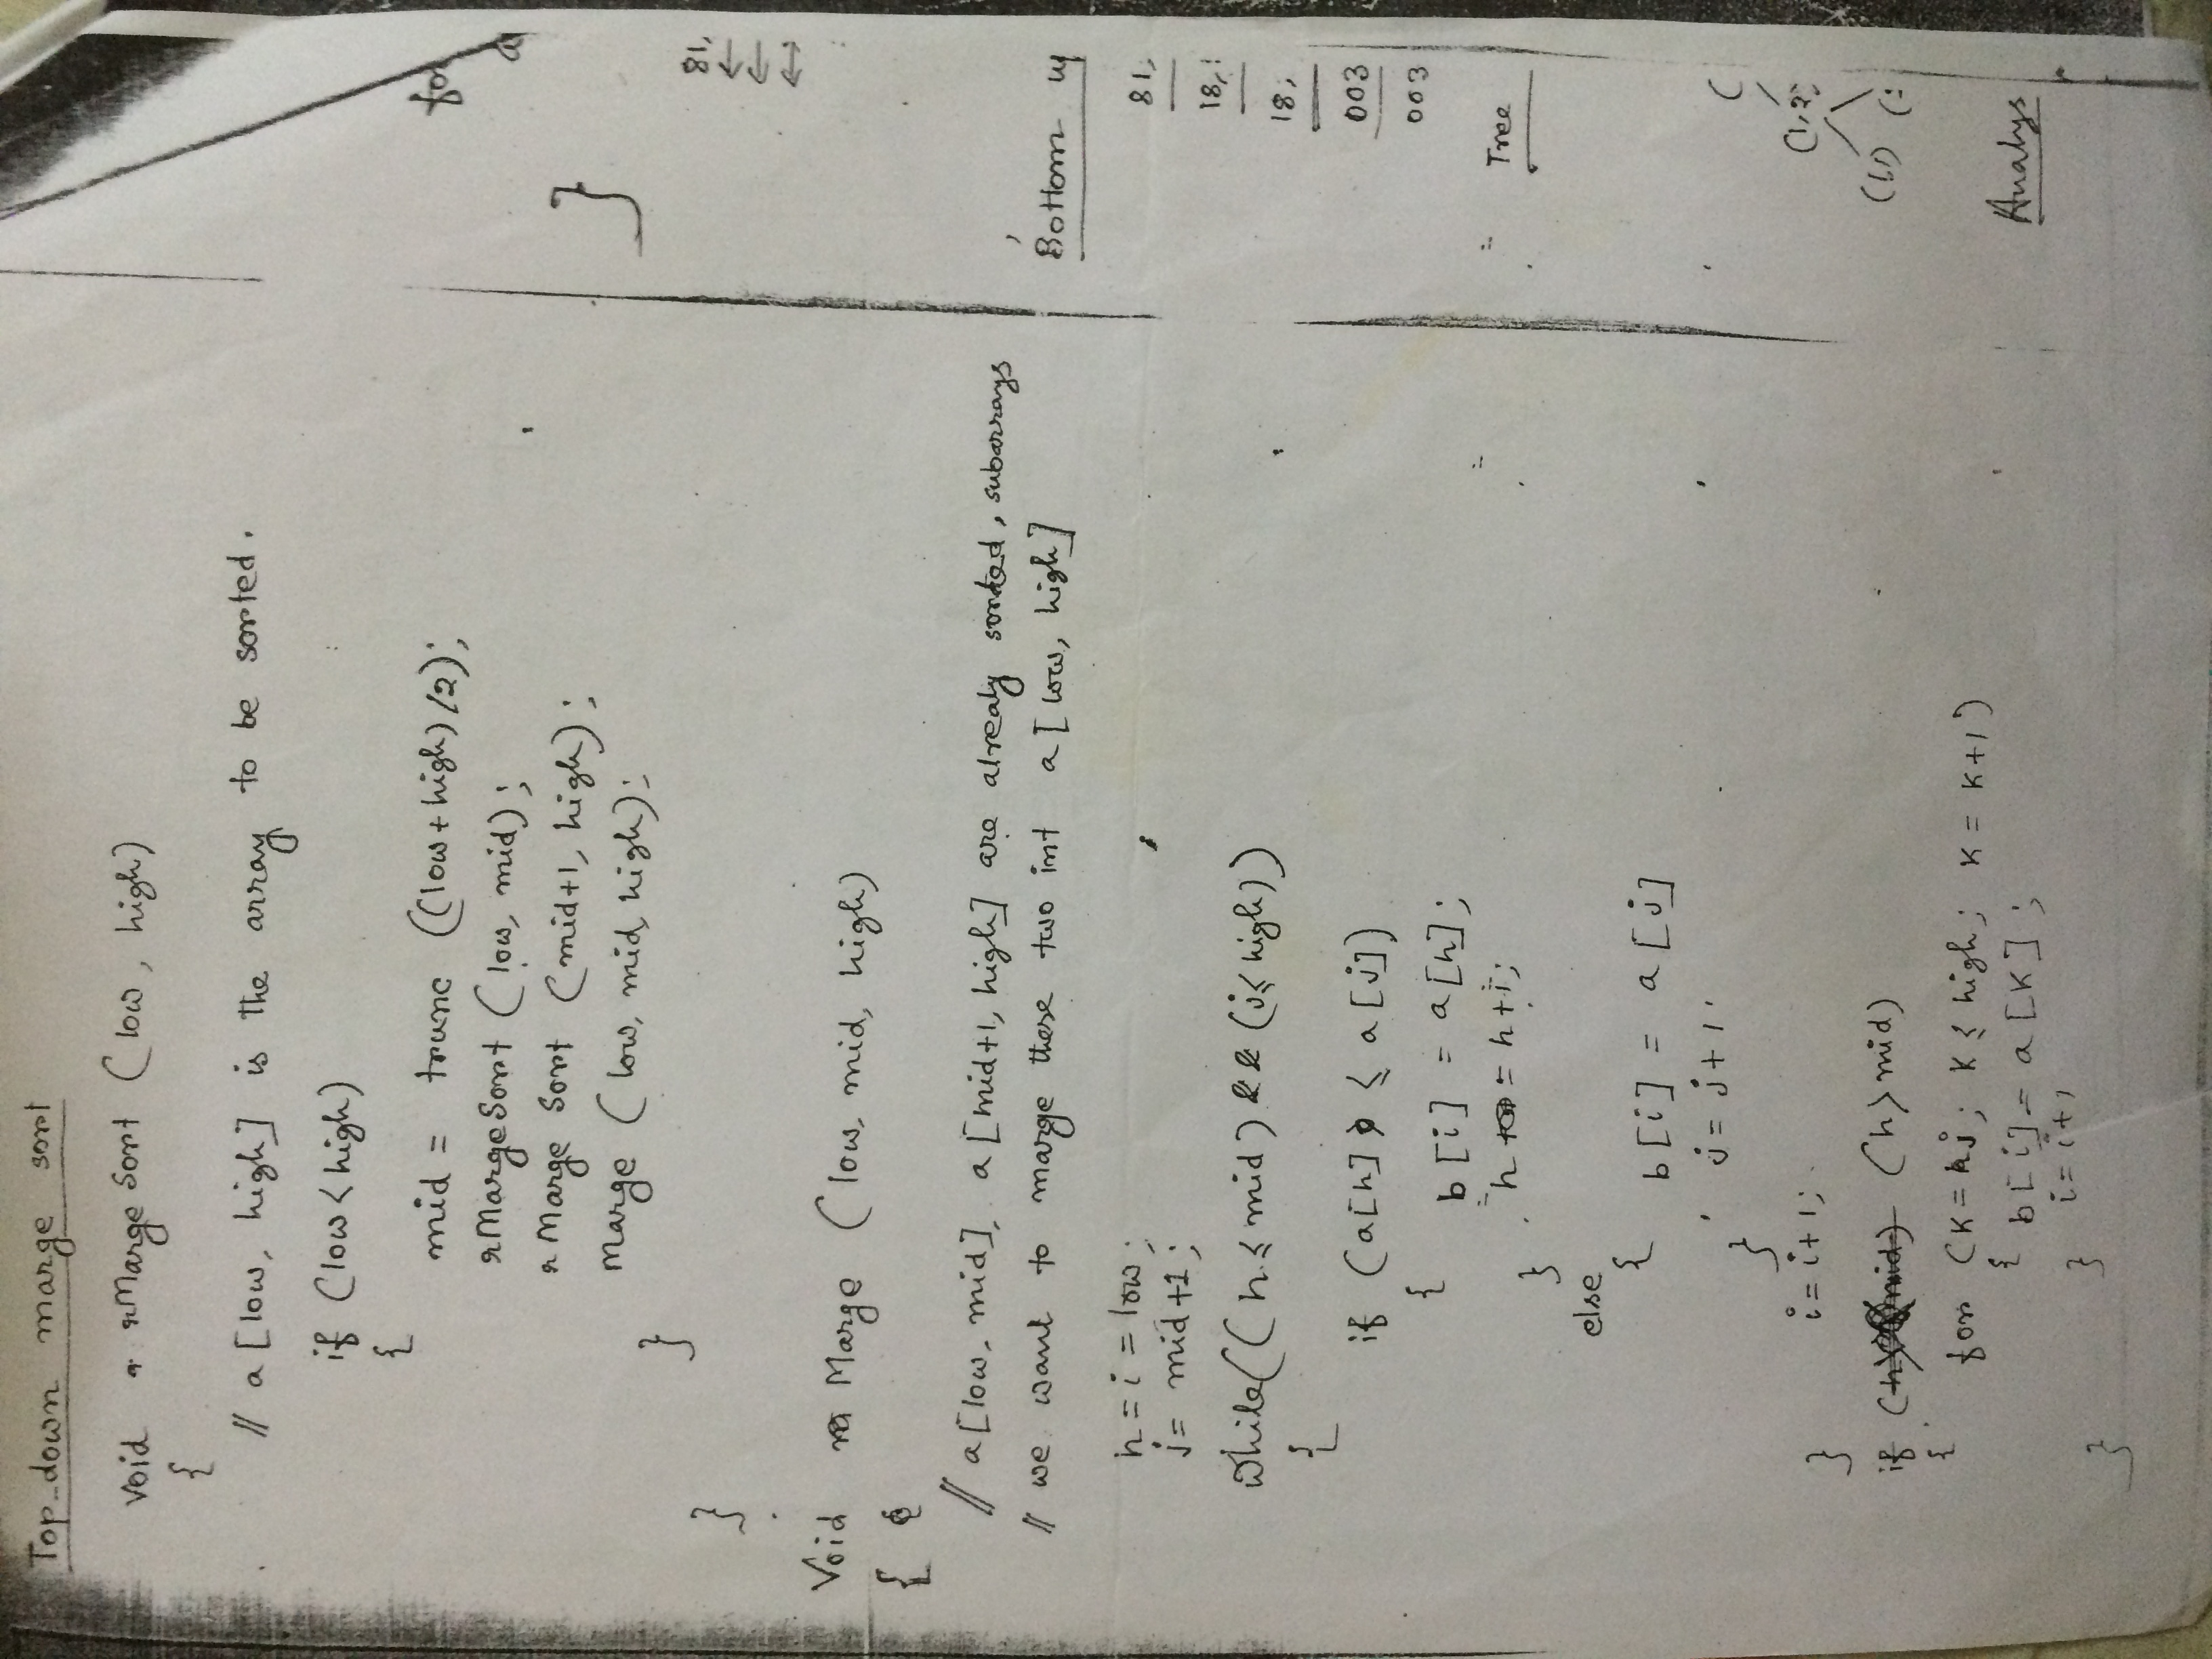 Top-down marge sort
void rMarge Sort (low, high)
{
// a [low, high] is the array to be sorted.
if (low < high)
{
mid = trunc ((low + high) /2);
rMargeSort (low, mid);
rMarge Sort (mid+1, high);
Marge (low, mid, high);
}
}
Void Marge (low, mid, high)
{
// a [low, mid], a [mid+1, high] are alrealy sorted, subarrays
// we want to marge these two int a [low, high]
h = i = low;
j = mid +1;
while ((h ≤ mid) && (j ≤ high))
{
if (a[h] ≤ a[j])
{
b[i] = a[h];
h = h+1;
}
else
{
b[i] = a[j]
j = j+1.
}
i = i+1;
}
if (h > mid)
{
for (K = j; K ≤ high; K = K+1)
{
b[i] = a[K];
i = i+1
}
}
}
81,
Bottom up
81,
18,
18,
003
003
Tree
(
(1,2;
(1,1) (
Analys